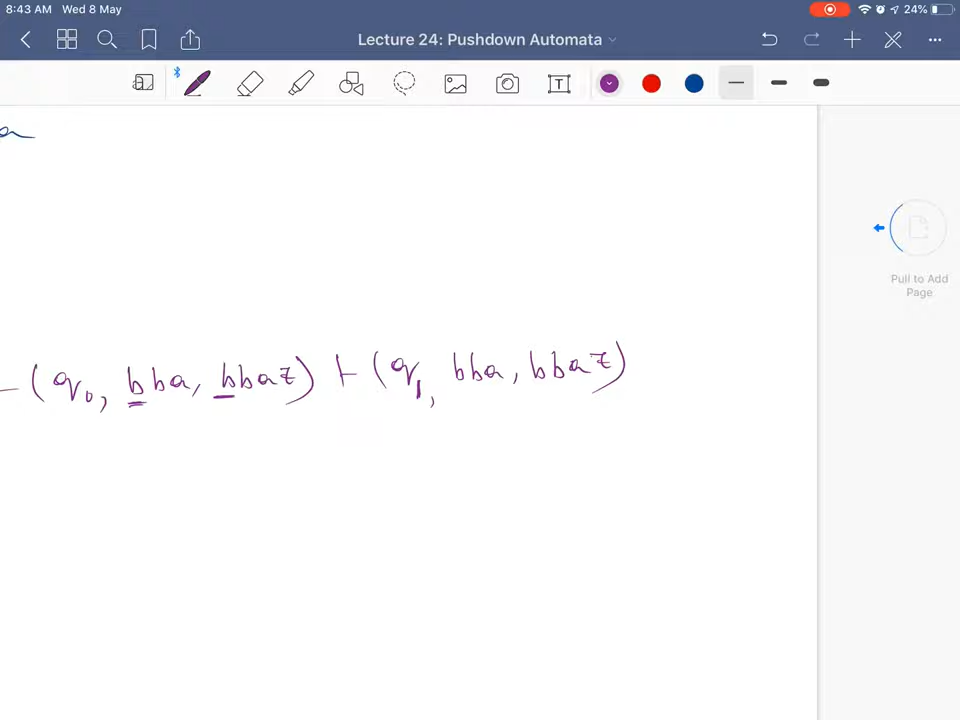 8:43 AM Wed 8 May
24%
Lecture 24: Pushdown Automata
T
a
⊢ (q₀, bba, bbaz) ⊢ (q₁, bba, bbaz)
Pull to Add
Page